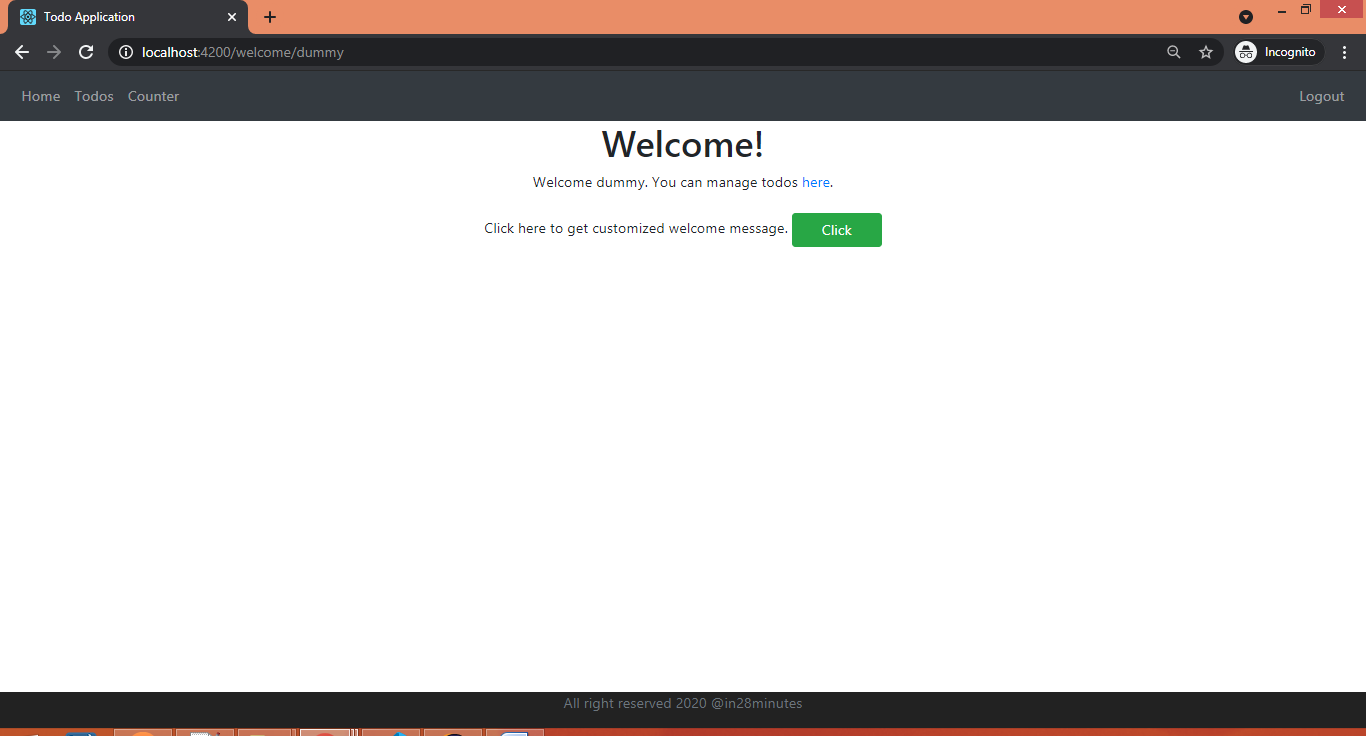 Todo Application
localhost:4200/welcome/dummy
Incognito
Home Todos Counter Logout
Welcome!
Welcome dummy. You can manage todos here.
Click here to get customized welcome message. Click
All right reserved 2020 @in28minutes